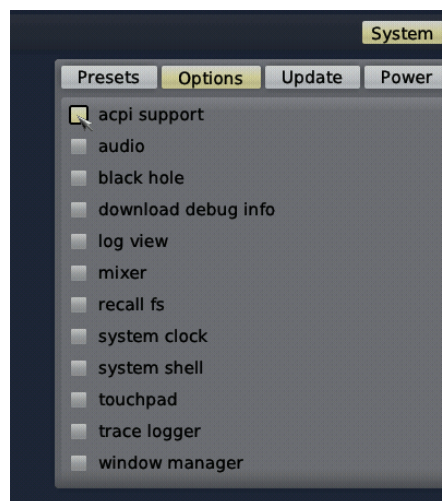 System
Presets Options Update Power
acpi support
audio
black hole
download debug info
log view
mixer
recall fs
system clock
system shell
touchpad
trace logger
window manager